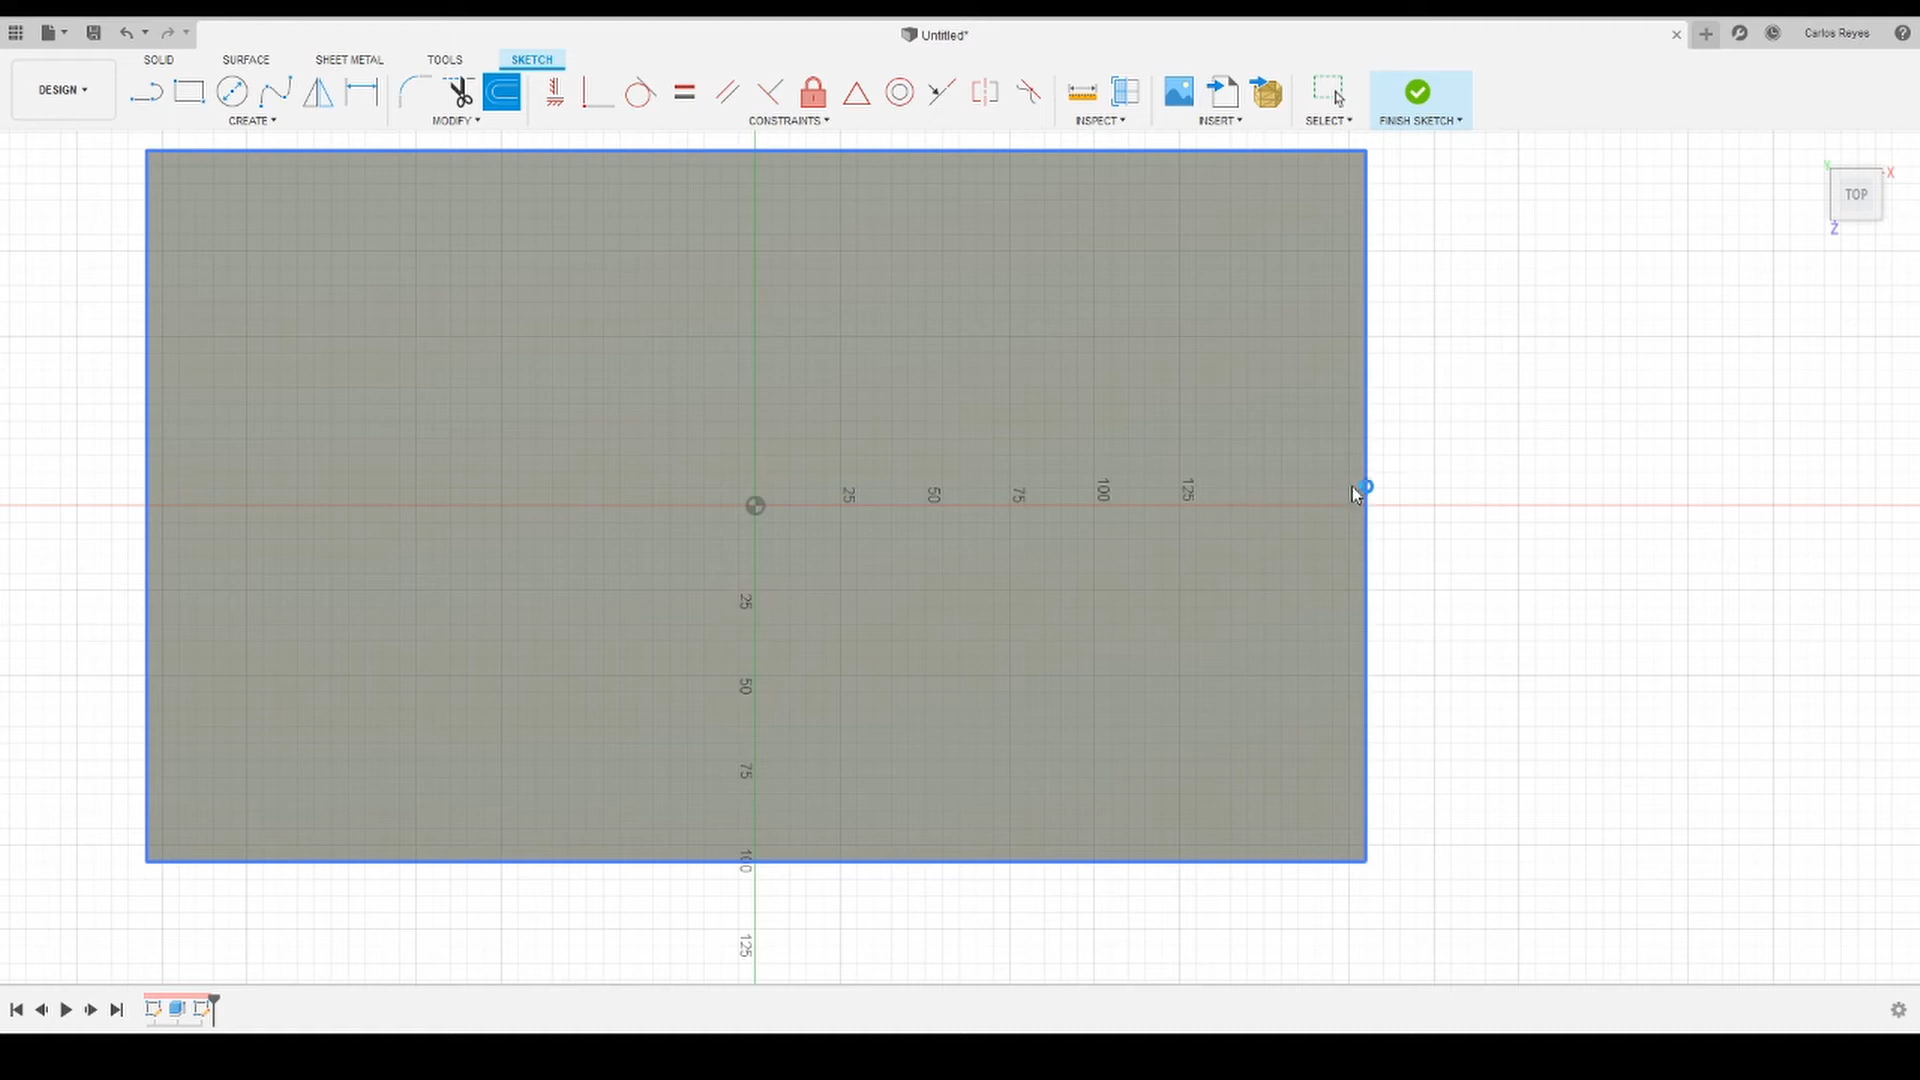 Untitled*
Carlos Reyes
SOLID SURFACE SHEET METAL TOOLS SKETCH
DESIGN
CREATE MODIFY CONSTRAINTS INSPECT INSERT SELECT FINISH SKETCH
Y
X
TOP
Z
25 50 75 100 125
25
50
75
100
125